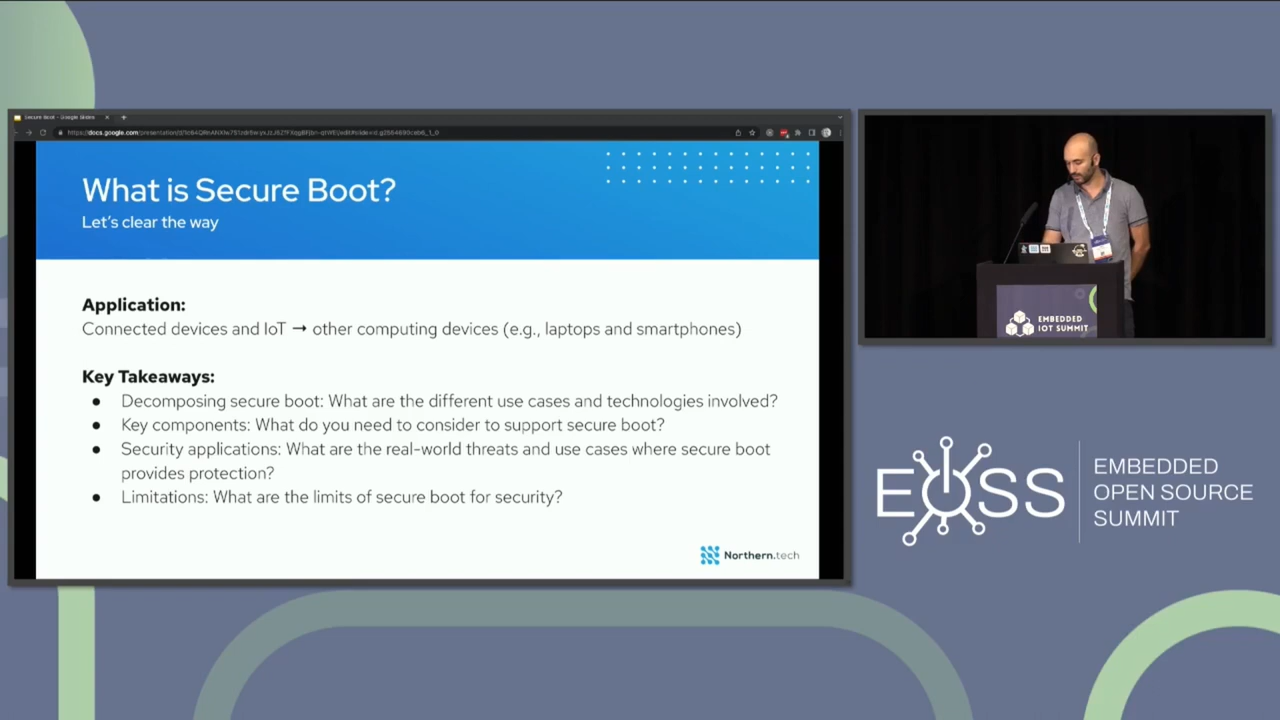 Secure Boot - Google Slides
What is Secure Boot?
Let's clear the way
Application:
Connected devices and IoT → other computing devices (e.g., laptops and smartphones)
Key Takeaways:
● Decomposing secure boot: What are the different use cases and technologies involved?
● Key components: What do you need to consider to support secure boot?
● Security applications: What are the real-world threats and use cases where secure boot
provides protection?
● Limitations: What are the limits of secure boot for security?
Northern.tech
EMBEDDED
IOT SUMMIT
EOSS
EMBEDDED
OPEN SOURCE
SUMMIT